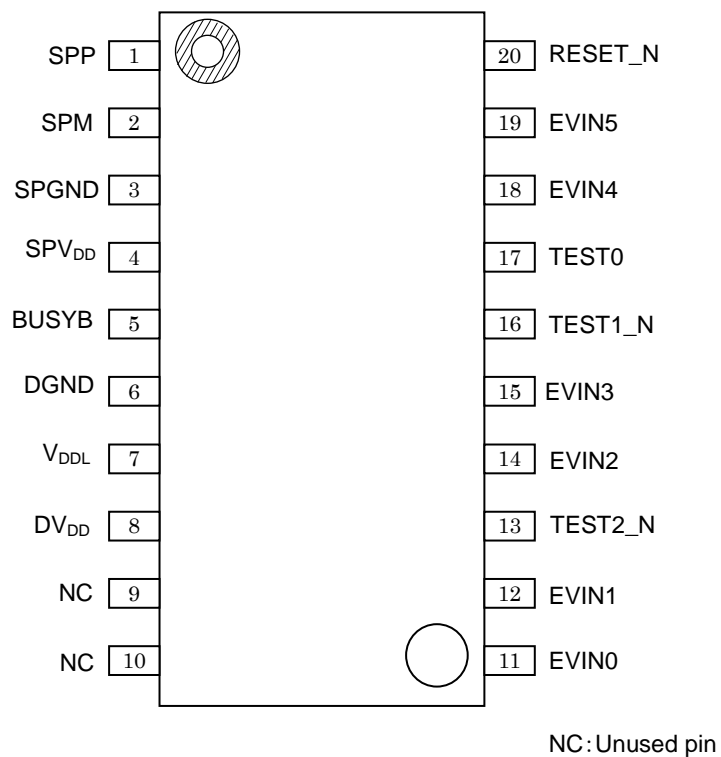 SPP 1 20 RESET_N
SPM 2 19 EVIN5
SPGND 3 18 EVIN4
SPVDD 4 17 TEST0
BUSYB 5 16 TEST1_N
DGND 6 15 EVIN3
VDDL 7 14 EVIN2
DVDD 8 13 TEST2_N
NC 9 12 EVIN1
NC 10 11 EVIN0
NC:Unused pin